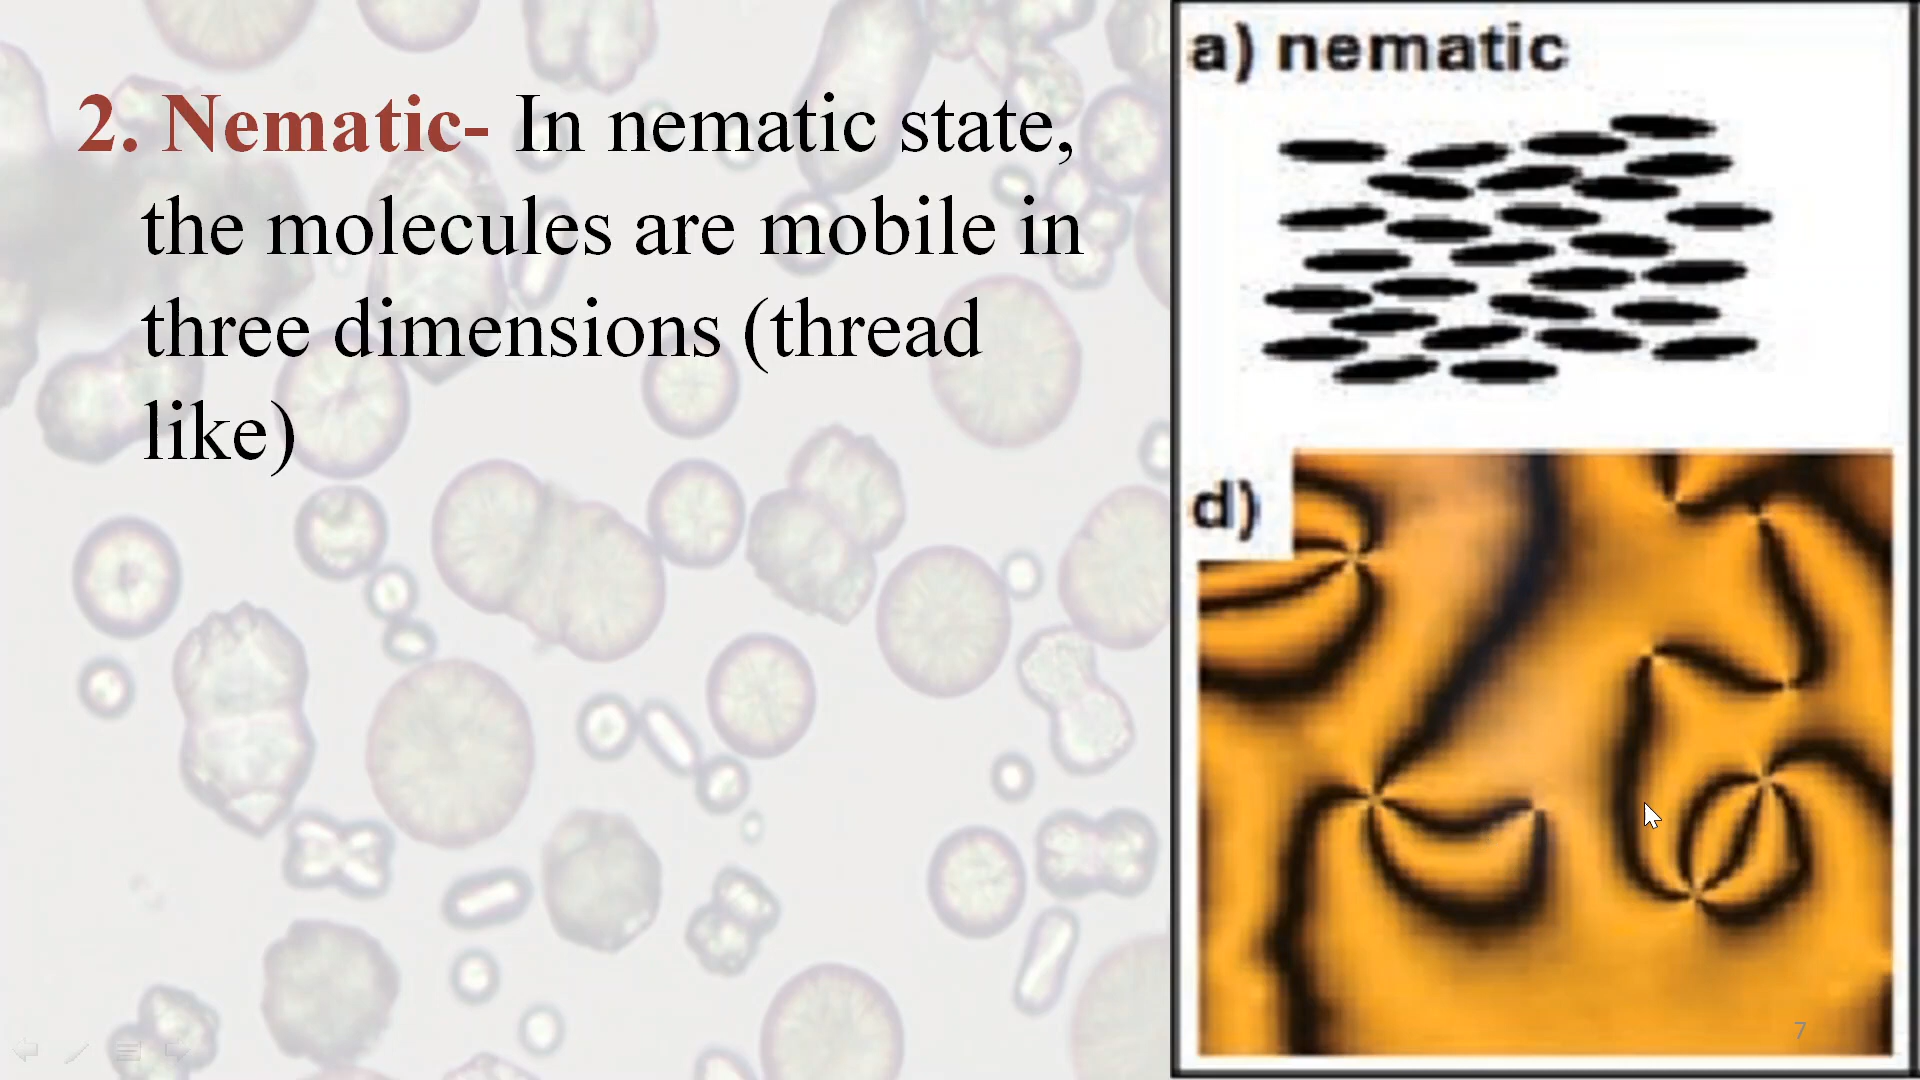 2. Nematic- In nematic state,
the molecules are mobile in
three dimensions (thread
like)
a) nematic
d)
7